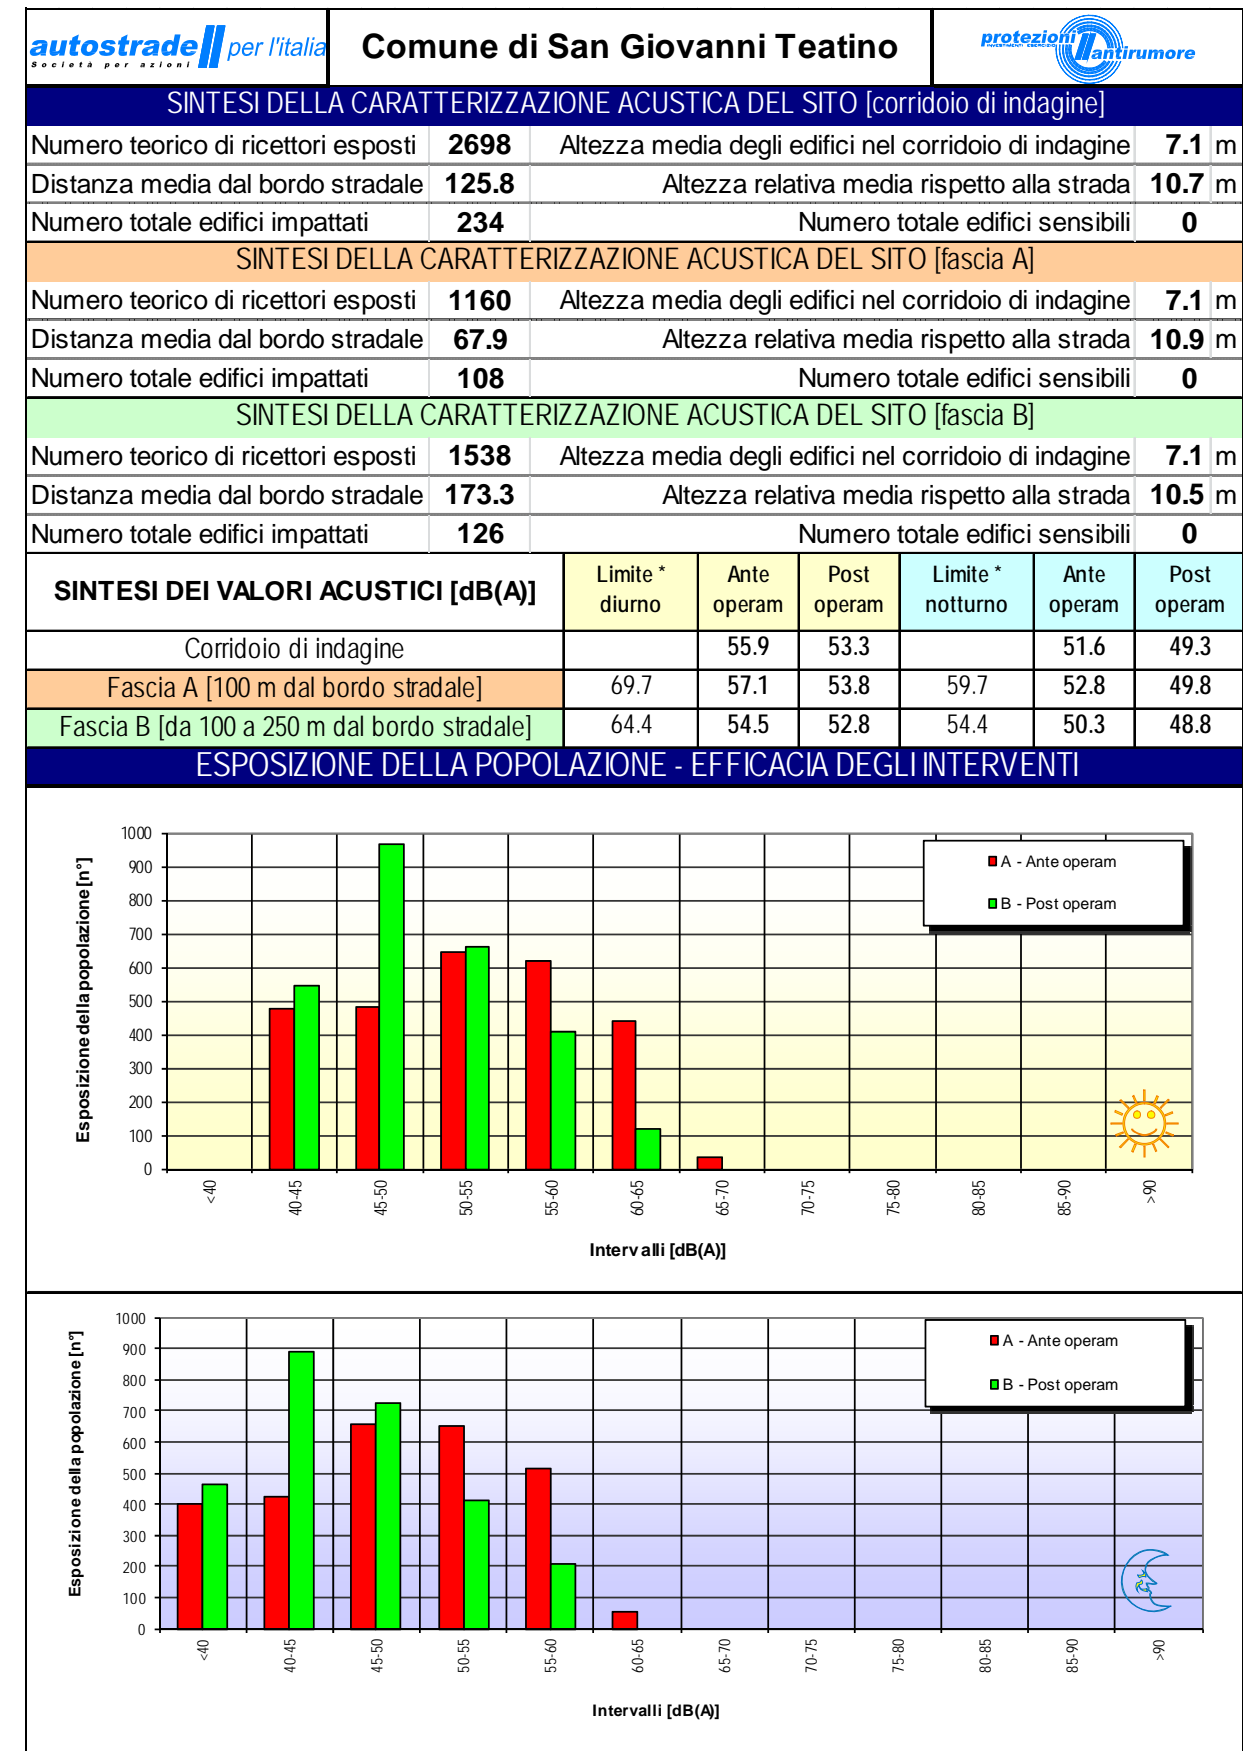 autostrade per l'italia
Società per azioni
Comune di San Giovanni Teatino
protezioni
INVESTIMENTI ESERCIZIO
antirumore
SINTESI DELLA CARATTERIZZAZIONE ACUSTICA DEL SITO [corridoio di indagine]
Numero teorico di ricettori esposti 2698 Altezza media degli edifici nel corridoio di indagine 7.1 m
Distanza media dal bordo stradale 125.8 Altezza relativa media rispetto alla strada 10.7 m
Numero totale edifici impattati 234 Numero totale edifici sensibili 0
SINTESI DELLA CARATTERIZZAZIONE ACUSTICA DEL SITO [fascia A]
Numero teorico di ricettori esposti 1160 Altezza media degli edifici nel corridoio di indagine 7.1 m
Distanza media dal bordo stradale 67.9 Altezza relativa media rispetto alla strada 10.9 m
Numero totale edifici impattati 108 Numero totale edifici sensibili 0
SINTESI DELLA CARATTERIZZAZIONE ACUSTICA DEL SITO [fascia B]
Numero teorico di ricettori esposti 1538 Altezza media degli edifici nel corridoio di indagine 7.1 m
Distanza media dal bordo stradale 173.3 Altezza relativa media rispetto alla strada 10.5 m
Numero totale edifici impattati 126 Numero totale edifici sensibili 0
SINTESI DEI VALORI ACUSTICI [dB(A)]
Limite * Ante Post Limite * Ante Post
diurno operam operam notturno operam operam
Corridoio di indagine 55.9 53.3 51.6 49.3
Fascia A [100 m dal bordo stradale] 69.7 57.1 53.8 59.7 52.8 49.8
Fascia B [da 100 a 250 m dal bordo stradale] 64.4 54.5 52.8 54.4 50.3 48.8
ESPOSIZIONE DELLA POPOLAZIONE - EFFICACIA DEGLI INTERVENTI
Esposizione della popolazione [n°]
1000
900
800
700
600
500
400
300
200
100
0
A - Ante operam
B - Post operam
<40 40-45 45-50 50-55 55-60 60-65 65-70 70-75 75-80 80-85 85-90 >90
Intervalli [dB(A)]
Esposizione della popolazione [n°]
1000
900
800
700
600
500
400
300
200
100
0
A - Ante operam
B - Post operam
<40 40-45 45-50 50-55 55-60 60-65 65-70 70-75 75-80 80-85 85-90 >90
Intervalli [dB(A)]